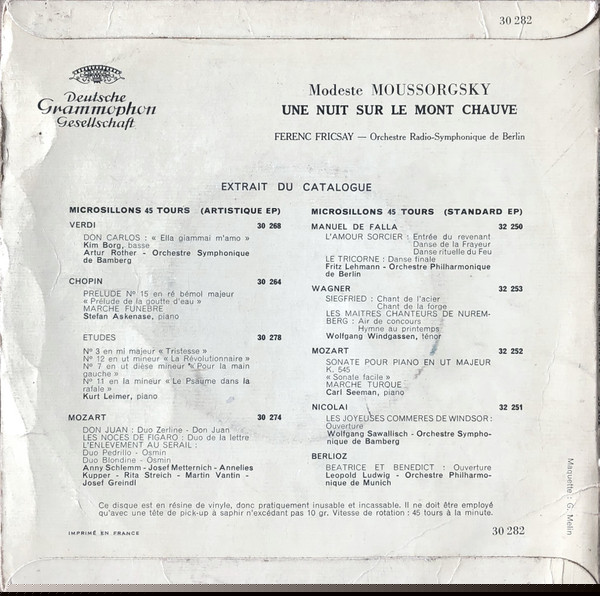 30 282
Deutsche
Grammophon
Gesellschaft
Modeste MOUSSORGSKY
UNE NUIT SUR LE MONT CHAUVE
FERENC FRICSAY — Orchestre Radio-Symphonique de Berlin
EXTRAIT DU CATALOGUE
MICROSILLONS 45 TOURS (ARTISTIQUE EP)
VERDI 30 268
DON CARLOS : « Ella giammai m'amo »
Kim Borg, basse
Artur Rother - Orchestre Symphonique
de Bamberg
CHOPIN 30 264
PRELUDE Nº 15 en ré bémol majeur
« Prélude de la goutte d'eau »
MARCHE FUNEBRE
Stefan Askenase, piano
ETUDES 30 278
Nº 3 en mi majeur « Tristesse »
Nº 12 en ut mineur « La Révolutionnaire »
Nº 7 en ut dièse mineur « Pour la main
gauche »
Nº 11 en la mineur « Le Psaume dans la
rafale »
Kurt Leimer, piano
MOZART 30 274
DON JUAN : Duo Zerline - Don Juan
LES NOCES DE FIGARO : Duo de la lettre
L'ENLEVEMENT AU SERAIL :
Duo Pedrillo - Osmin
Duo Blondine - Osmin
Anny Schlemm - Josef Metternich - Annelies
Kupper - Rita Streich - Martin Vantin -
Josef Greindl
MICROSILLONS 45 TOURS (STANDARD EP)
MANUEL DE FALLA 32 250
L'AMOUR SORCIER : Entrée du revenant
Danse de la Frayeur
Danse rituelle du Feu
LE TRICORNE : Danse finale
Fritz Lehmann - Orchestre Philharmonique
de Berlin
WAGNER 32 253
SIEGFRIED : Chant de l'acier
Chant de la forge
LES MAITRES CHANTEURS DE NUREM-
BERG : Air de concours
Hymne au printemps
Wolfgang Windgassen, ténor
MOZART 32 252
SONATE POUR PIANO EN UT MAJEUR
K. 545
« Sonate facile »
MARCHE TURQUE
Carl Seeman, piano
NICOLAI 32 251
LES JOYEUSES COMMERES DE WINDSOR :
Ouverture
Wolfgang Sawallisch - Orchestre Sympho-
nique de Bamberg
BERLIOZ
BEATRICE ET BENEDICT : Ouverture
Leopold Ludwig - Orchestre Philharmo-
nique de Munich
Maquette : G. Melin
Ce disque est en résine de vinyle, donc pratiquement inusable et incassable. Il ne doit être employé
qu'avec une tête de pick-up à saphir n'excédant pas 10 gr. Vitesse de rotation : 45 tours à la minute.
IMPRIMÉ EN FRANCE
30 282